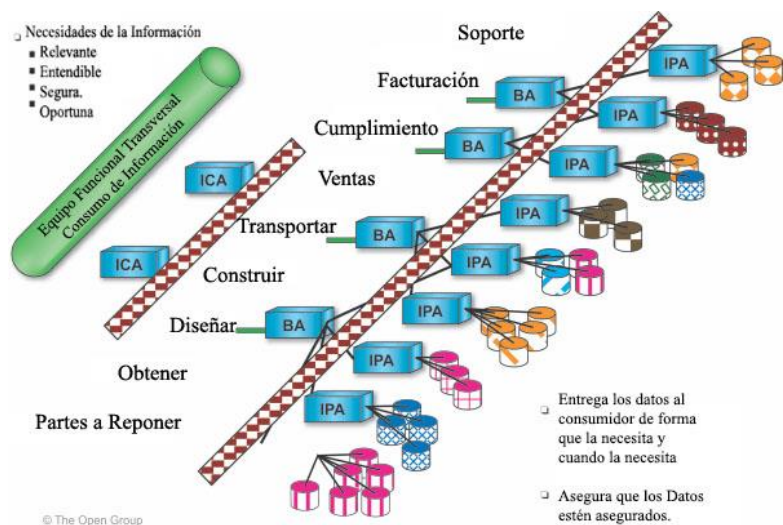 Necesidades de la Información
Relevante
Entendible
Segura.
Oportuna
Equipo Funcional Transversal
Consumo de Información
ICA
ICA
Soporte
Facturación
Cumplimiento
Ventas
Transportar
Construir
Diseñar
Obtener
Partes a Reponer
BA
BA
BA
BA
IPA
IPA
IPA
IPA
IPA
IPA
IPA
IPA
Entrega los datos al
consumidor de forma
que la necesita y
cuando la necesita
Asegura que los Datos
estén asegurados.
© The Open Group